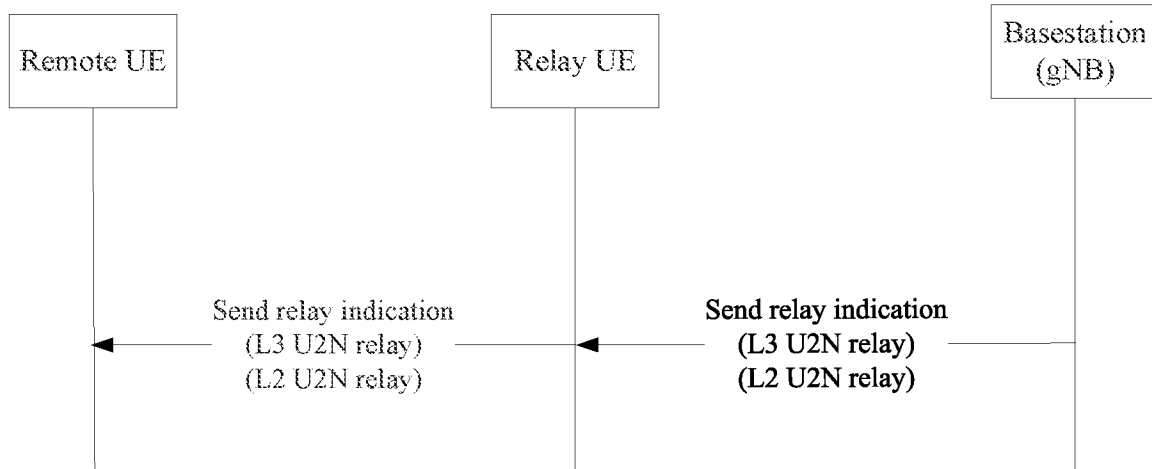 Remote UE
Relay UE
Basestation
(gNB)
Send relay indication
(L3 U2N relay)
(L2 U2N relay)
Send relay indication
(L3 U2N relay)
(L2 U2N relay)